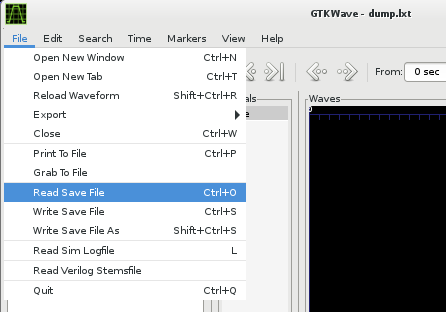 GTKWave - dump.lxt
File Edit Search Time Markers View Help
Open New Window Ctrl+N
Open New Tab Ctrl+T
Reload Waveform Shift+Ctrl+R
Export
Close Ctrl+W
Print To File Ctrl+P
Grab To File
Read Save File Ctrl+O
Write Save File Ctrl+S
Write Save File As Shift+Ctrl+S
Read Sim Logfile L
Read Verilog Stemsfile
Quit Ctrl+Q
From: 0 sec
als
Waves
e
0